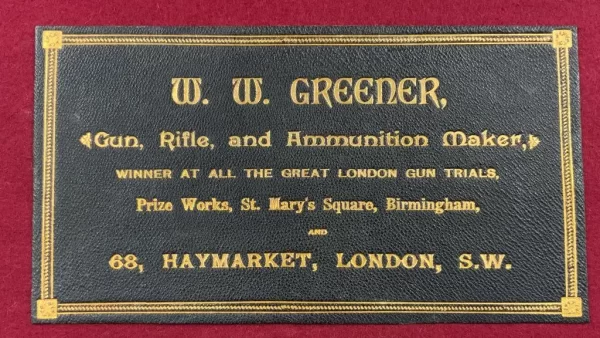 W. W. GREENER,
Gun, Rifle, and Ammunition Maker,
WINNER AT ALL THE GREAT LONDON GUN TRIALS,
Prize Works, St. Mary's Square, Birmingham,
AND
68, HAYMARKET, LONDON, S.W.